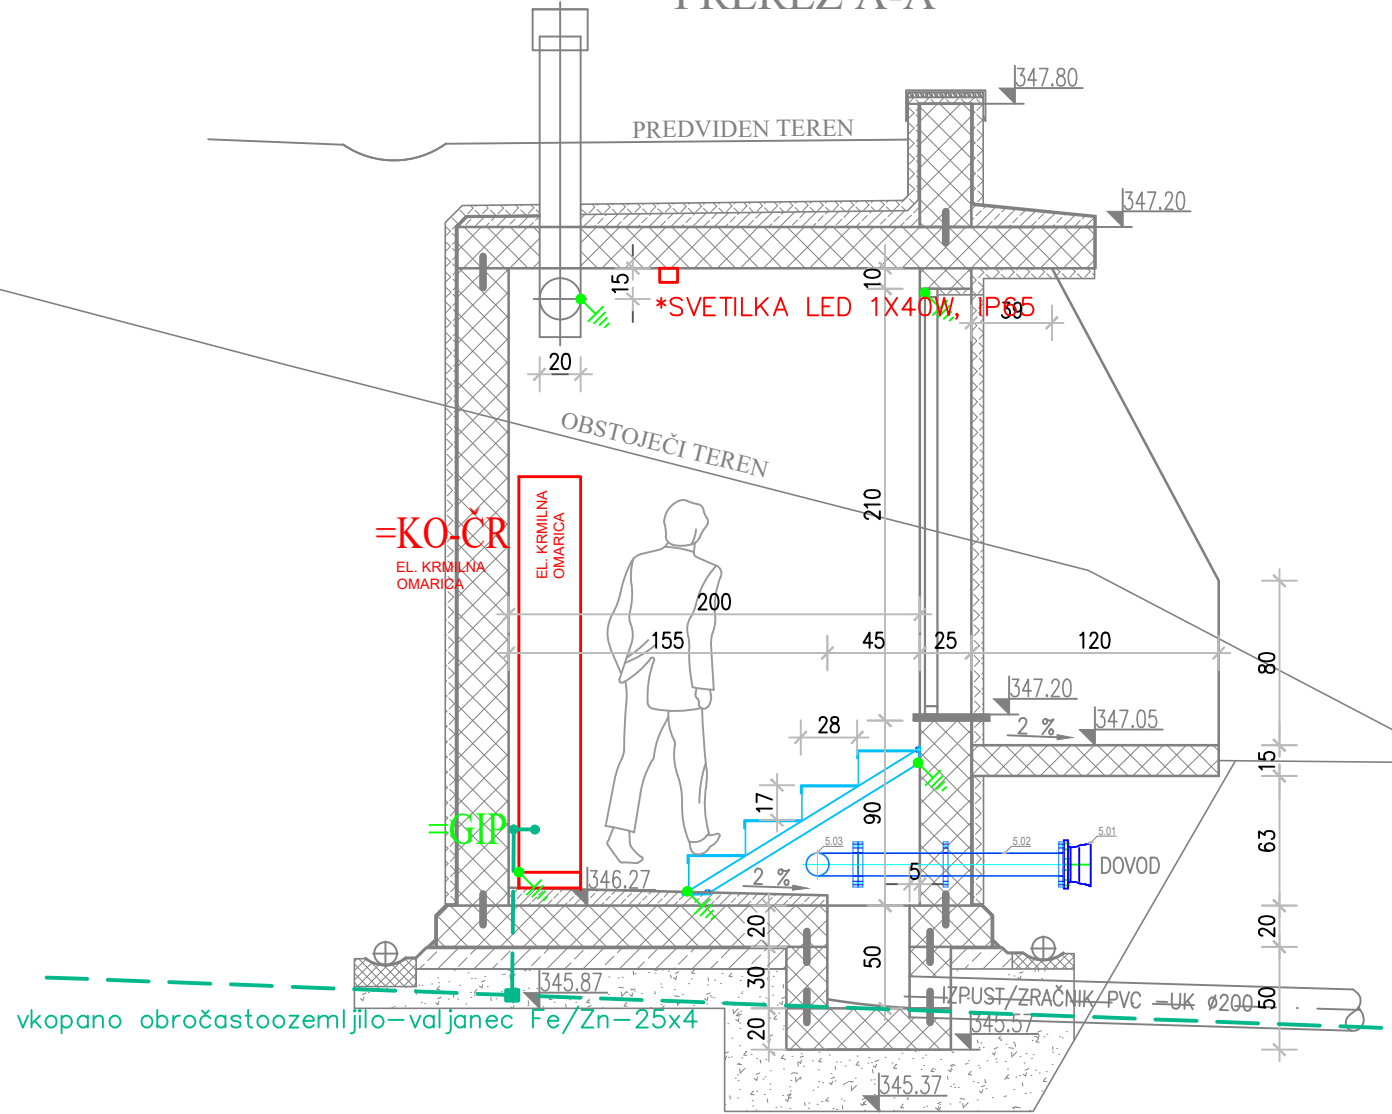 PREREZ A-A
347.80
PREDVIDEN TEREN
347.20
15
10
*SVETILKA LED 1X40W, IP65
39
20
OBSTOJEČI TEREN
210
=KO-ČR
EL. KRMILNA
OMARICA
EL. KRMILNA
OMARICA
200
155
45
25
120
80
347.20
347.05
2 %
28
15
17
90
=GIP
5.03
5.02
5.01
63
DOVOD
5
346.27
2 %
20
20
50
30
345.87
IZPUST/ZRAČNIK PVC -UK ø200
50
vkopano obročastoozemljilo-valjanec Fe/Zn-25x4
20
345.57
345.37